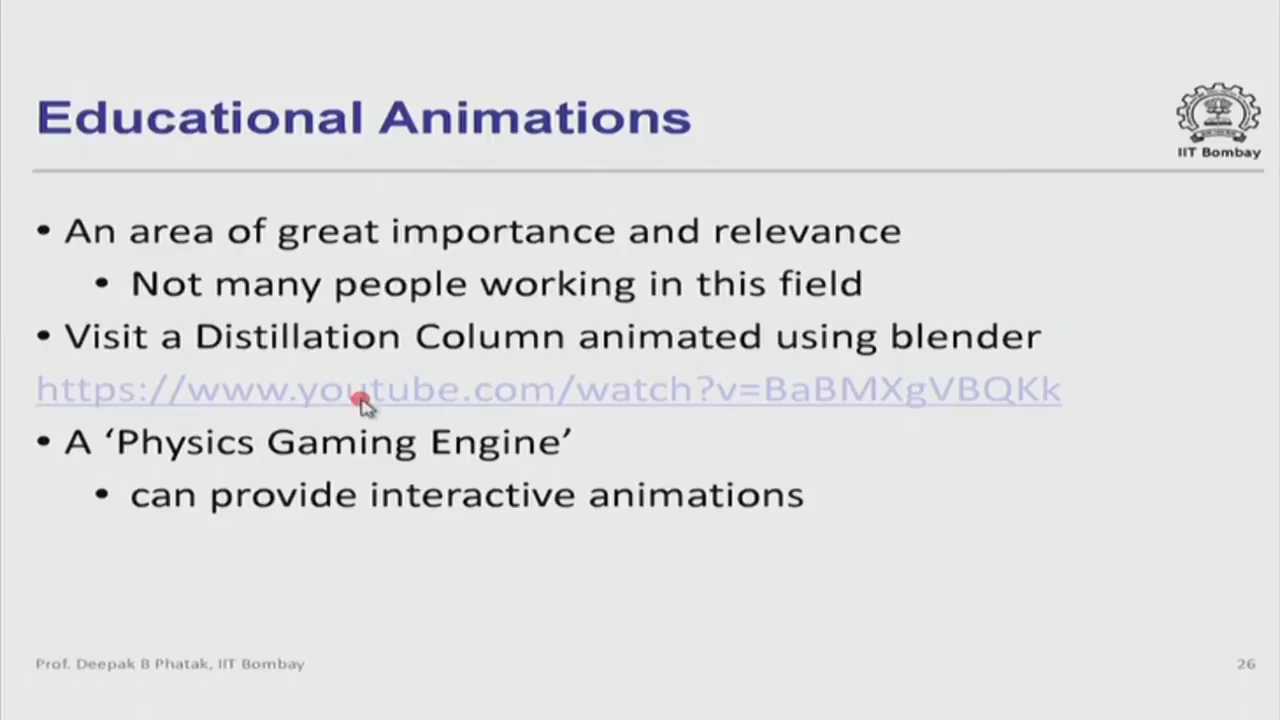 Educational Animations
IIT Bombay
• An area of great importance and relevance
• Not many people working in this field
• Visit a Distillation Column animated using blender
https://www.youtube.com/watch?v=BaBMXgVBQKk
• A ‘Physics Gaming Engine’
• can provide interactive animations
Prof. Deepak B Phatak, IIT Bombay
26